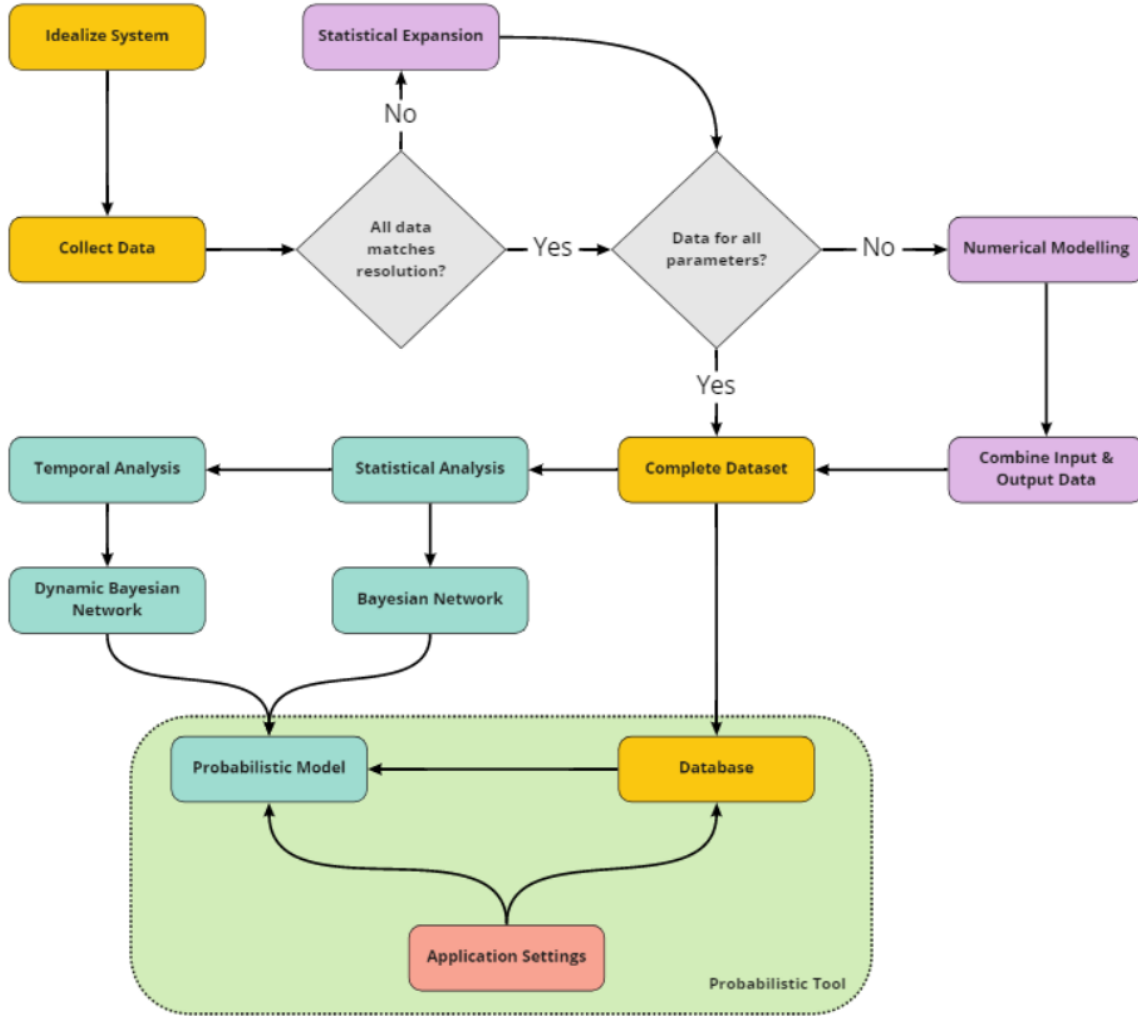 Idealize System
Statistical Expansion
No
Collect Data
All data
matches
resolution?
Yes
Data for all
parameters?
No
Numerical Modelling
Yes
Temporal Analysis
Statistical Analysis
Complete Dataset
Combine Input &
Output Data
Dynamic Bayesian
Network
Bayesian Network
Probabilistic Model
Database
Application Settings
Probabilistic Tool